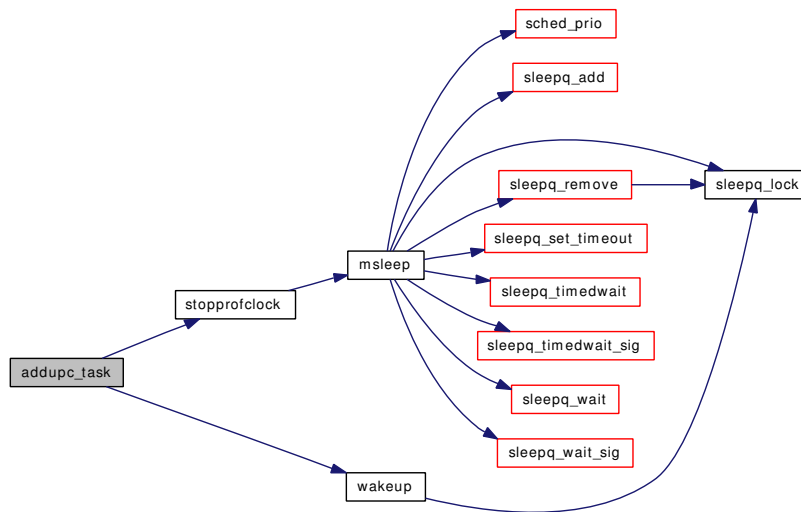 sched_prio
sleepq_add
sleepq_remove
sleepq_lock
sleepq_set_timeout
msleep
sleepq_timedwait
stopprofclock
sleepq_timedwait_sig
addupc_task
sleepq_wait
sleepq_wait_sig
wakeup